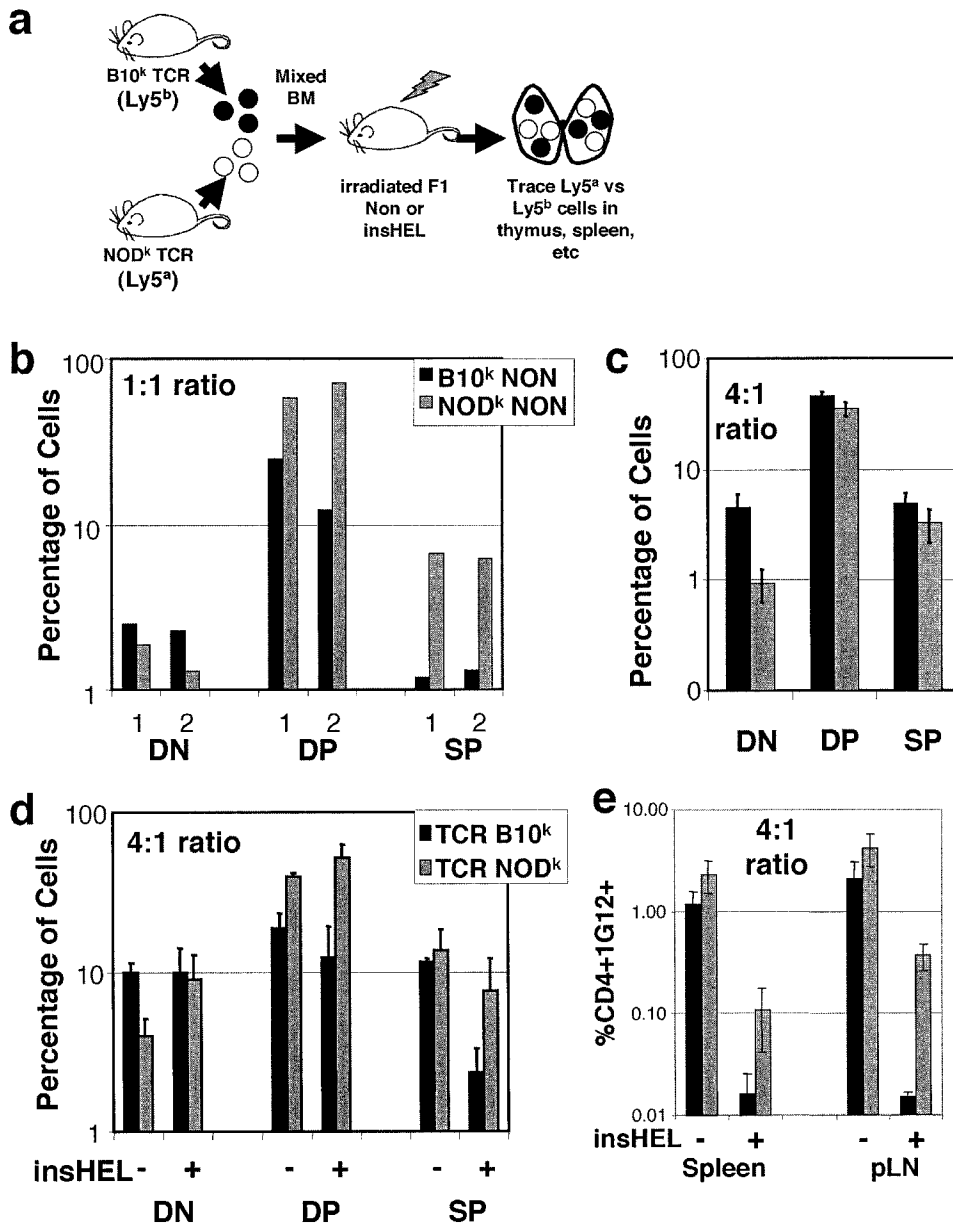 a
B10ᵏ TCR
(Ly5ᵇ)
Mixed
BM
NODᵏ TCR
(Ly5ᵃ)
irradiated F1
Non or
insHEL
Trace Ly5ᵃ vs
Ly5ᵇ cells in
thymus, spleen,
etc
b
1:1 ratio
B10ᵏ NON
NODᵏ NON
Percentage of Cells
100
10
1
1 2 1 2 1 2
DN DP SP
c
4:1
ratio
Percentage of Cells
100
10
1
0
DN DP SP
d
4:1 ratio
TCR B10ᵏ
TCR NODᵏ
Percentage of Cells
100
10
1
insHEL - + - + - +
DN DP SP
e
4:1
ratio
%CD4+1G12+
10.00
1.00
0.10
0.01
insHEL - + - +
Spleen pLN